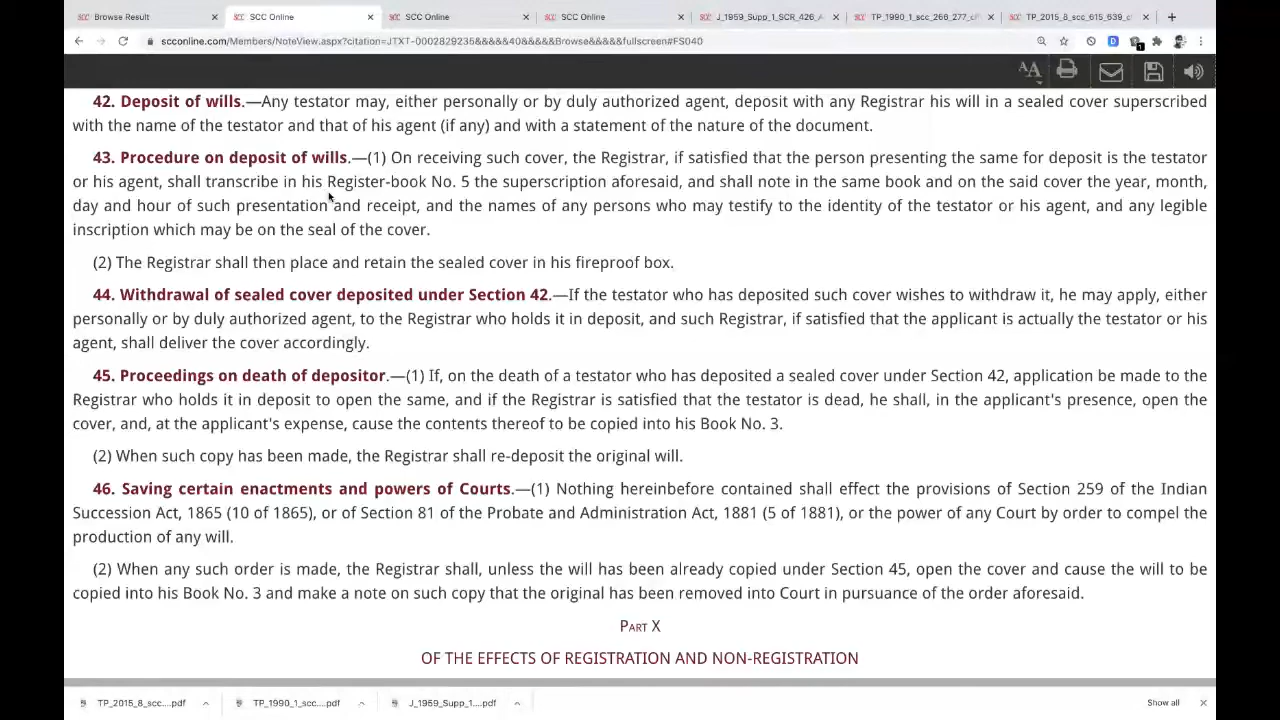 Browse Result
SCC Online
SCC Online
SCC Online
J_1959_Supp_1_SCR_426_
TP_1990_1_scc_266_277_
TP_2015_8_scc_615_639_
scconline.com/Members/NoteView.aspx?citation=JTXT-0002829235&&&&&40&&&&&Browse&&&&&fullscreen#FS040
42. Deposit of wills.—Any testator may, either personally or by duly authorized agent, deposit with any Registrar his will in a sealed cover superscribed
with the name of the testator and that of his agent (if any) and with a statement of the nature of the document.
43. Procedure on deposit of wills.—(1) On receiving such cover, the Registrar, if satisfied that the person presenting the same for deposit is the testator
or his agent, shall transcribe in his Register-book No. 5 the superscription aforesaid, and shall note in the same book and on the said cover the year, month,
day and hour of such presentation and receipt, and the names of any persons who may testify to the identity of the testator or his agent, and any legible
inscription which may be on the seal of the cover.
(2) The Registrar shall then place and retain the sealed cover in his fireproof box.
44. Withdrawal of sealed cover deposited under Section 42.—If the testator who has deposited such cover wishes to withdraw it, he may apply, either
personally or by duly authorized agent, to the Registrar who holds it in deposit, and such Registrar, if satisfied that the applicant is actually the testator or his
agent, shall deliver the cover accordingly.
45. Proceedings on death of depositor.—(1) If, on the death of a testator who has deposited a sealed cover under Section 42, application be made to the
Registrar who holds it in deposit to open the same, and if the Registrar is satisfied that the testator is dead, he shall, in the applicant's presence, open the
cover, and, at the applicant's expense, cause the contents thereof to be copied into his Book No. 3.
(2) When such copy has been made, the Registrar shall re-deposit the original will.
46. Saving certain enactments and powers of Courts.—(1) Nothing hereinbefore contained shall effect the provisions of Section 259 of the Indian
Succession Act, 1865 (10 of 1865), or of Section 81 of the Probate and Administration Act, 1881 (5 of 1881), or the power of any Court by order to compel the
production of any will.
(2) When any such order is made, the Registrar shall, unless the will has been already copied under Section 45, open the cover and cause the will to be
copied into his Book No. 3 and make a note on such copy that the original has been removed into Court in pursuance of the order aforesaid.
PART X
OF THE EFFECTS OF REGISTRATION AND NON-REGISTRATION
TP_2015_8_scc....pdf
TP_1990_1_scc....pdf
J_1959_Supp_1....pdf
Show all